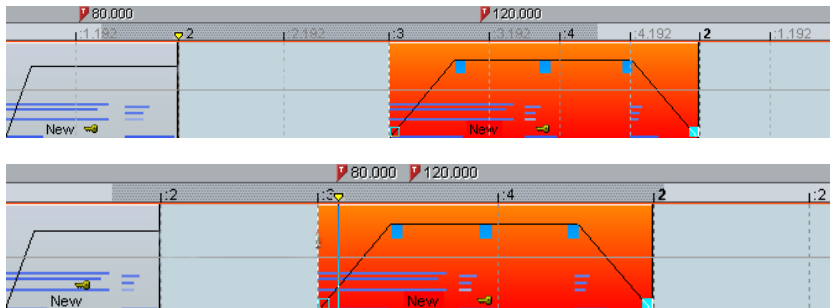 T 80.000 T 120.000
:1.192 2 :2.192 :3 :3.192 :4 :4.192 2 :1.192
New New
T 80.000 T 120.000
:2 :3 :4 2 :2
New New